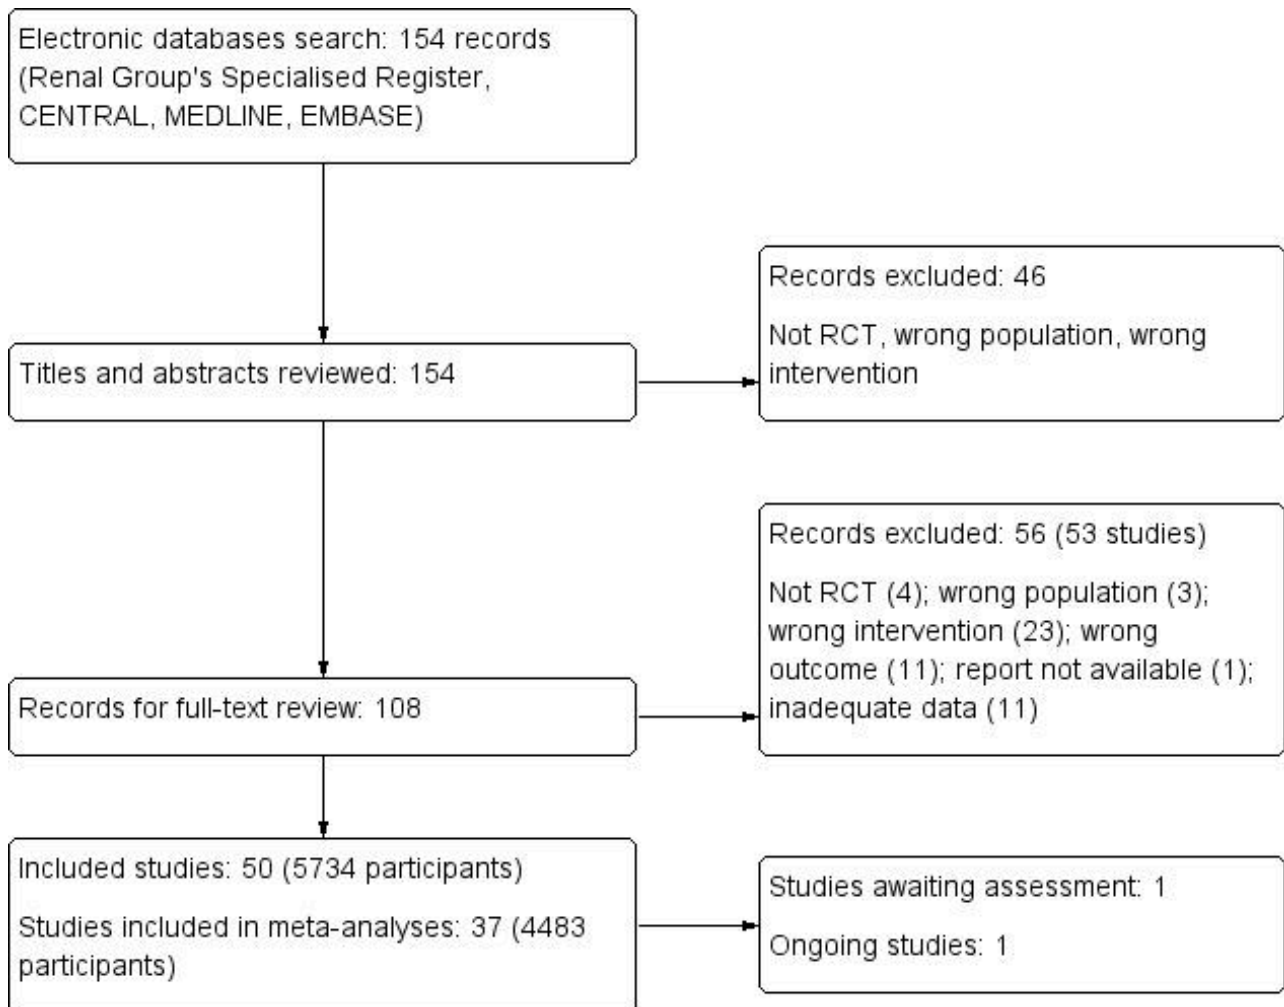 Electronic databases search: 154 records
(Renal Group's Specialised Register,
CENTRAL, MEDLINE, EMBASE)
Records excluded: 46
Not RCT, wrong population, wrong
intervention
Titles and abstracts reviewed: 154
Records excluded: 56 (53 studies)
Not RCT (4); wrong population (3);
wrong intervention (23); wrong
outcome (11); report not available (1);
inadequate data (11)
Records for full-text review: 108
Included studies: 50 (5734 participants)
Studies included in meta-analyses: 37 (4483
participants)
Studies awaiting assessment: 1
Ongoing studies: 1